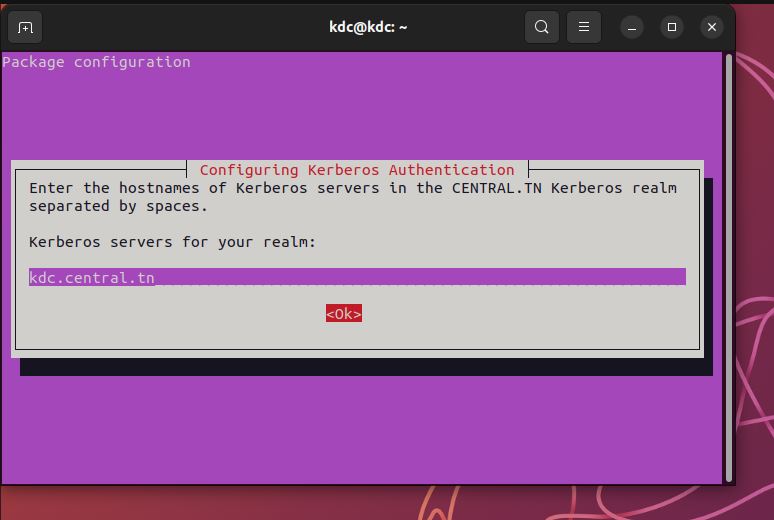 kdc@kdc: ~
Package configuration
Configuring Kerberos Authentication
Enter the hostnames of Kerberos servers in the CENTRAL.TN Kerberos realm
separated by spaces.
Kerberos servers for your realm:
kdc.central.tn
<Ok>